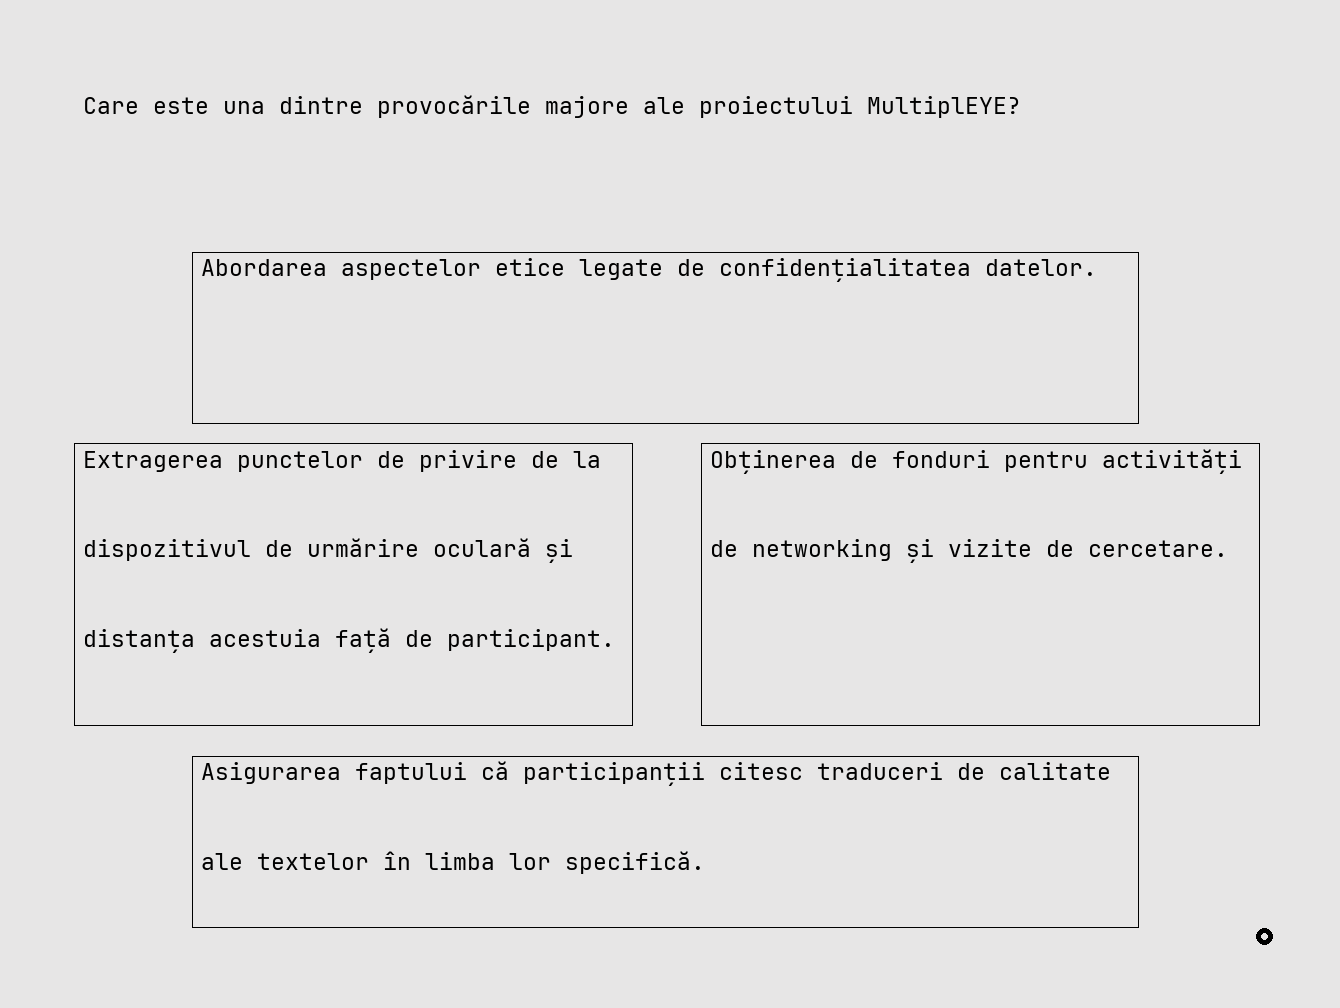 Care este una dintre provocările majore ale proiectului MultiplEYE?
Abordarea aspectelor etice legate de confidențialitatea datelor.
Extragerea punctelor de privire de la
dispozitivul de urmărire oculară și
distanța acestuia față de participant.
Obținerea de fonduri pentru activități
de networking și vizite de cercetare.
Asigurarea faptului că participanții citesc traduceri de calitate
ale textelor în limba lor specifică.